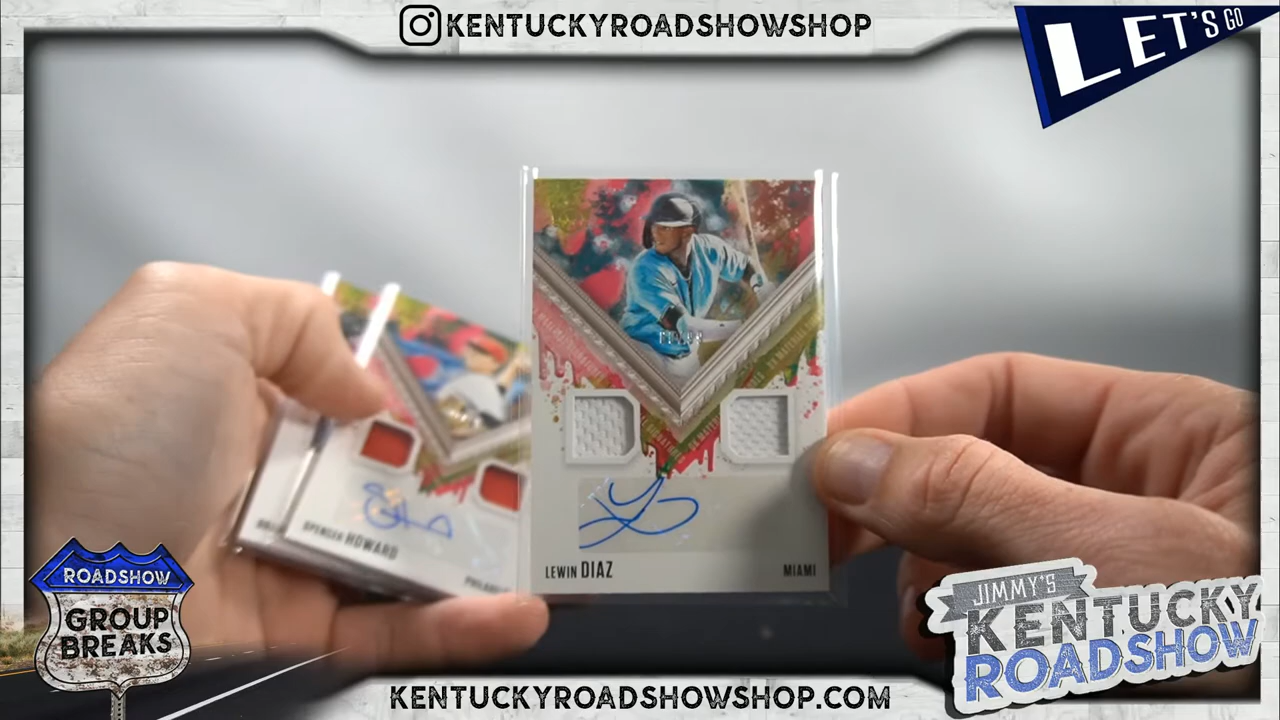 KENTUCKYROADSHOWSHOP
LET'S GO
LEWIN DIAZ
MIAMI
SPENCER HOWARD
ROADSHOW
GROUP
BREAKS
JIMMY'S
KENTUCKY
ROADSHOW
KENTUCKYROADSHOWSHOP.COM